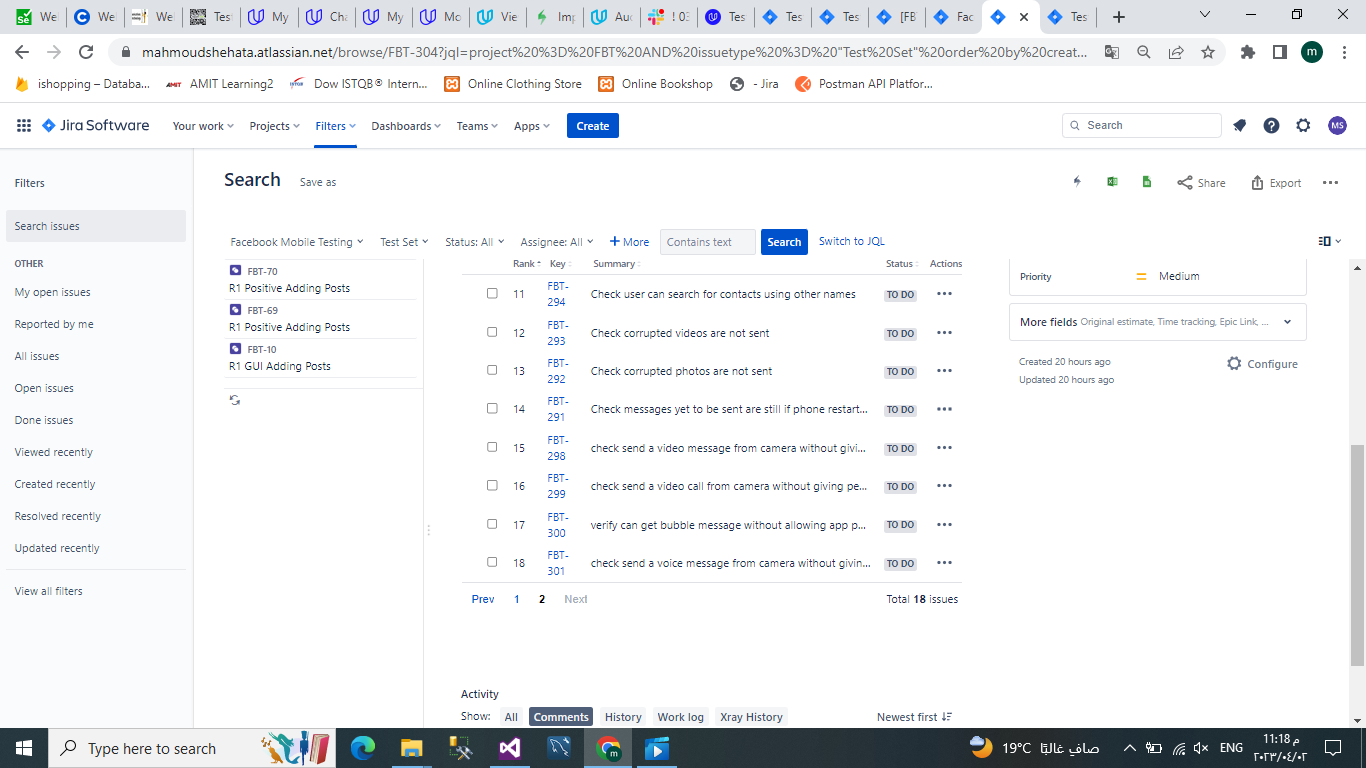 We
We
We
Test
My
Cha
My
Mo
Vie
Imp
Auc
! 03
Tes
Tes
Tes
[FB
Fac
Tes
mahmoudshehata.atlassian.net/browse/FBT-304?jql=project%20%3D%20FBT%20AND%20issuetype%20%3D%20"Test%20Set"%20order%20by%20creat...
m
ishopping – Databa...
AMIT Learning2
Dow ISTQB® Intern...
Online Clothing Store
Online Bookshop
- Jira
Postman API Platfor...
Jira Software
Your work
Projects
Filters
Dashboards
Teams
Apps
Create
Search
MS
Filters
Search issues
OTHER
My open issues
Reported by me
All issues
Open issues
Done issues
Viewed recently
Created recently
Resolved recently
Updated recently
View all filters
Search
Save as
Share
Export
Facebook Mobile Testing
Test Set
Status: All
Assignee: All
+ More
Contains text
Search
Switch to JQL
FBT-70
R1 Positive Adding Posts
FBT-69
R1 Positive Adding Posts
FBT-10
R1 GUI Adding Posts
Rank Key Summary Status Actions
11 FBT-294 Check user can search for contacts using other names TO DO
12 FBT-293 Check corrupted videos are not sent TO DO
13 FBT-292 Check corrupted photos are not sent TO DO
14 FBT-291 Check messages yet to be sent are still if phone restart... TO DO
15 FBT-298 check send a video message from camera without givi... TO DO
16 FBT-299 check send a video call from camera without giving pe... TO DO
17 FBT-300 verify can get bubble message without allowing app p... TO DO
18 FBT-301 check send a voice message from camera without givin... TO DO
Prev 1 2 Next
Total 18 issues
Priority
Medium
More fields Original estimate, Time tracking, Epic Link, ...
Created 20 hours ago
Updated 20 hours ago
Configure
Activity
Show: All Comments History Work log Xray History
Newest first
Type here to search
19°C صاف غالبًا
ENG
11:18 م
٢٠٢٣/٠٤/٠٢